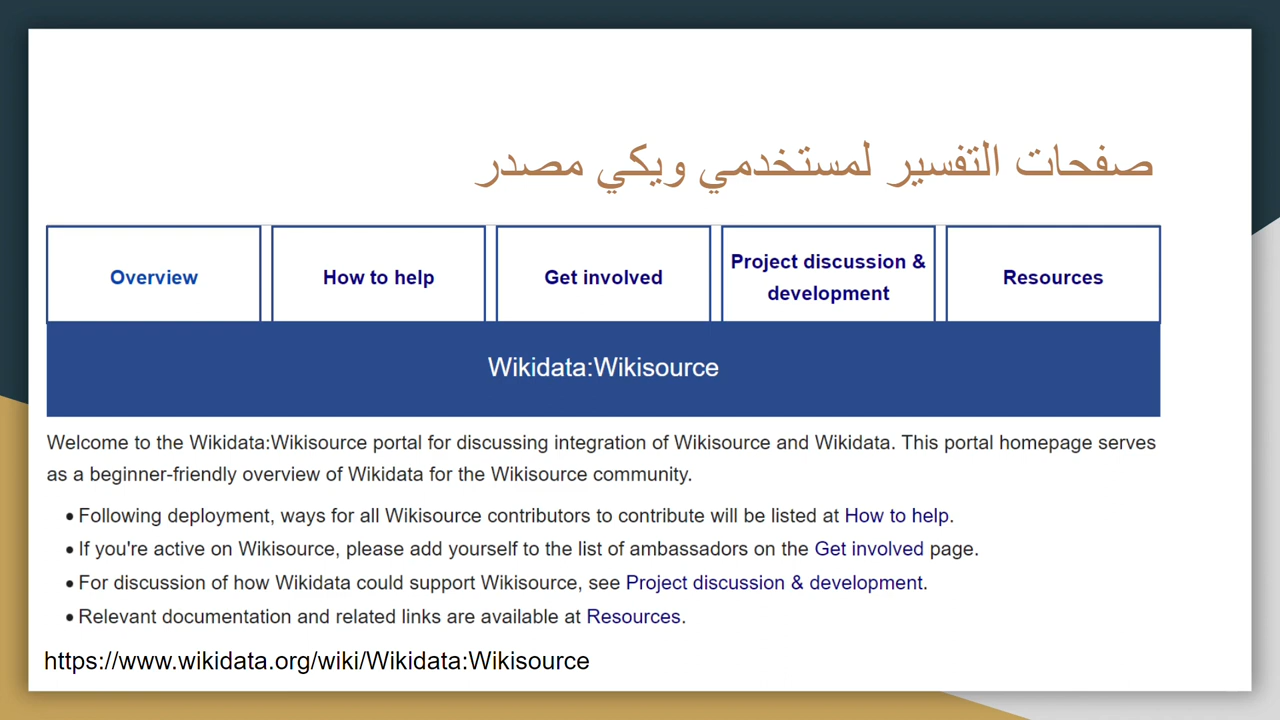 صفحات التفسير لمستخدمي ويكي مصدر
Overview
How to help
Get involved
Project discussion &
development
Resources
Wikidata:Wikisource
Welcome to the Wikidata:Wikisource portal for discussing integration of Wikisource and Wikidata. This portal homepage serves
as a beginner-friendly overview of Wikidata for the Wikisource community.
• Following deployment, ways for all Wikisource contributors to contribute will be listed at How to help.
• If you're active on Wikisource, please add yourself to the list of ambassadors on the Get involved page.
• For discussion of how Wikidata could support Wikisource, see Project discussion & development.
• Relevant documentation and related links are available at Resources.
https://www.wikidata.org/wiki/Wikidata:Wikisource